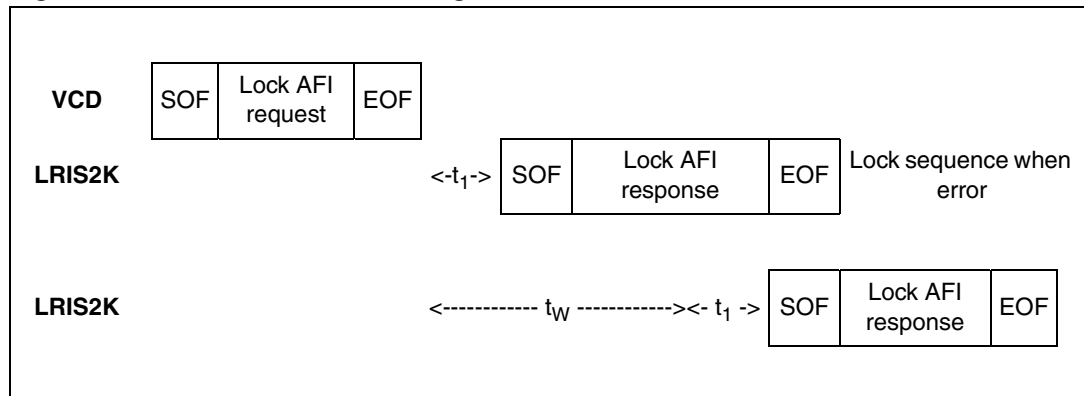 VCD SOF Lock AFI request EOF
LRIS2K <-t1-> SOF Lock AFI response EOF Lock sequence when error
LRIS2K <------------ tW -----------><- t1 -> SOF Lock AFI response EOF